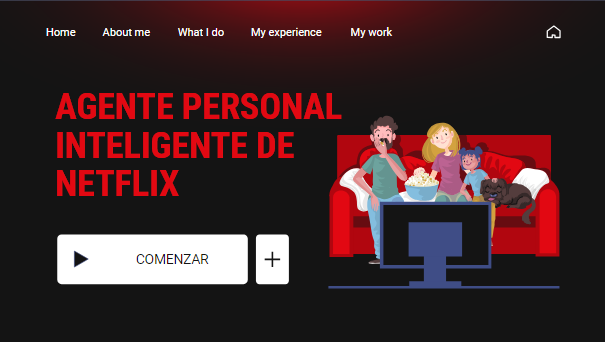 Home About me What I do My experience My work
AGENTE PERSONAL
INTELIGENTE DE
NETFLIX
COMENZAR